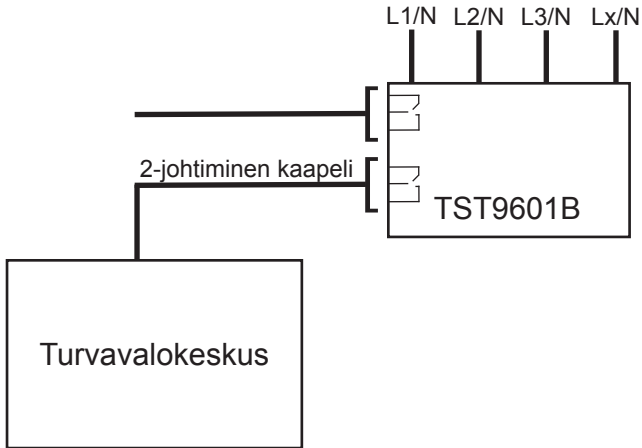 L1/N L2/N L3/N Lx/N
2-johtiminen kaapeli
TST9601B
Turvavalokeskus